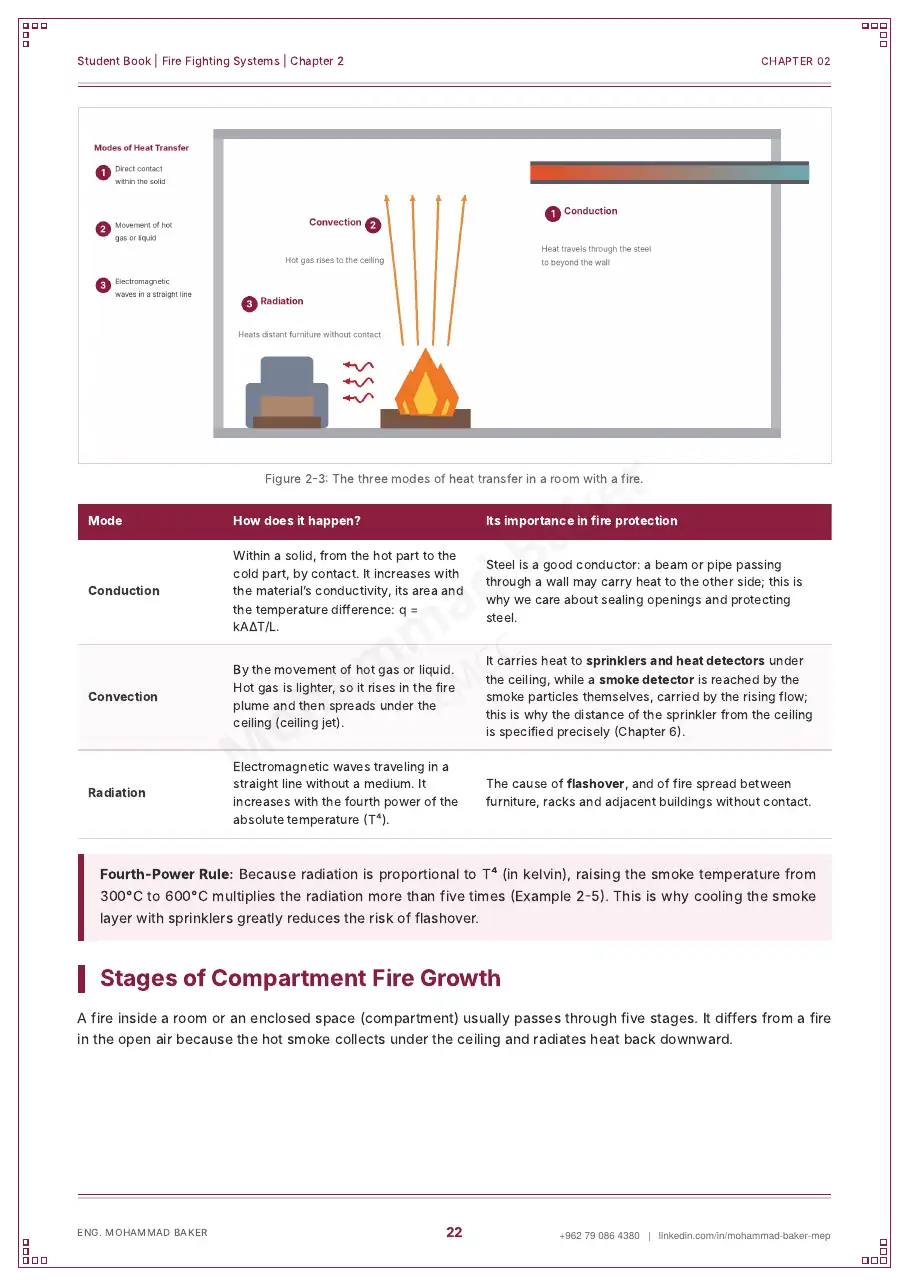 Student Book | Fire Fighting Systems | Chapter 2
CHAPTER 02
Modes of Heat Transfer
1 Direct contact
within the solid
2 Movement of hot
gas or liquid
3 Electromagnetic
waves in a straight line
Convection 2
Hot gas rises to the ceiling
3 Radiation
Heats distant furniture without contact
1 Conduction
Heat travels through the steel
to beyond the wall
Figure 2-3: The three modes of heat transfer in a room with a fire.
Mode
How does it happen?
Its importance in fire protection
Conduction
Within a solid, from the hot part to the
cold part, by contact. It increases with
the material's conductivity, its area and
the temperature difference: q =
kAΔT/L.
Steel is a good conductor: a beam or pipe passing
through a wall may carry heat to the other side; this is
why we care about sealing openings and protecting
steel.
Convection
By the movement of hot gas or liquid.
Hot gas is lighter, so it rises in the fire
plume and then spreads under the
ceiling (ceiling jet).
It carries heat to sprinklers and heat detectors under
the ceiling, while a smoke detector is reached by the
smoke particles themselves, carried by the rising flow;
this is why the distance of the sprinkler from the ceiling
is specified precisely (Chapter 6).
Radiation
Electromagnetic waves traveling in a
straight line without a medium. It
increases with the fourth power of the
absolute temperature (T⁴).
The cause of flashover, and of fire spread between
furniture, racks and adjacent buildings without contact.
Fourth-Power Rule: Because radiation is proportional to T⁴ (in kelvin), raising the smoke temperature from
300°C to 600°C multiplies the radiation more than five times (Example 2-5). This is why cooling the smoke
layer with sprinklers greatly reduces the risk of flashover.
Stages of Compartment Fire Growth
A fire inside a room or an enclosed space (compartment) usually passes through five stages. It differs from a fire
in the open air because the hot smoke collects under the ceiling and radiates heat back downward.
ENG. MOHAMMAD BAKER
22
+962 79 086 4380 | linkedin.com/in/mohammad-baker-mep